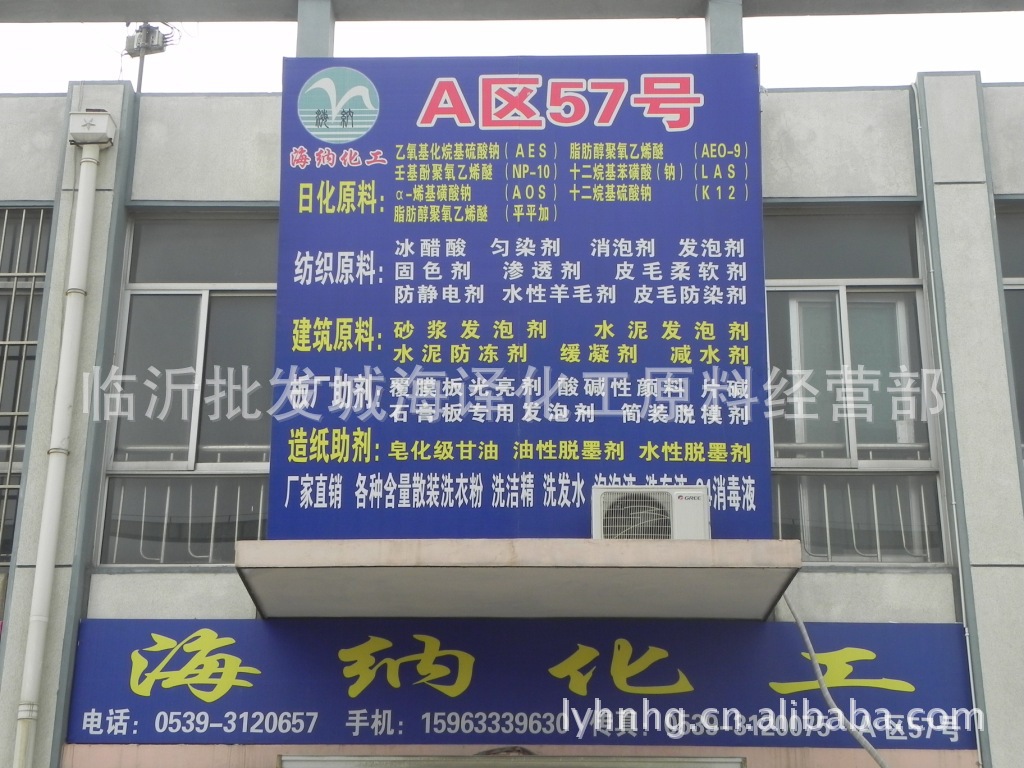 A区57号
海纳
海纳化工
乙氧基化烷基硫酸钠(AES) 脂肪醇聚氧乙烯醚 (AEO-9)
日化原料: 壬基酚聚氧乙烯醚 (NP-10) 十二烷基苯磺酸(钠) (LAS)
α-烯基磺酸钠 (AOS) 十二烷基硫酸钠 (K12)
脂肪醇聚氧乙烯醚 (平平加)
纺织原料: 冰醋酸 匀染剂 消泡剂 发泡剂
固色剂 渗透剂 皮毛柔软剂
防静电剂 水性羊毛剂 皮毛防染剂
建筑原料: 砂浆发泡剂 水泥发泡剂
水泥防冻剂 缓凝剂 减水剂
板厂助剂: 覆膜板光亮剂 酸碱性颜料 片碱
石膏板专用发泡剂 简装脱模剂
临沂批发城海泽化工原料经营部
造纸助剂: 皂化级甘油 油性脱墨剂 水性脱墨剂
厂家直销 各种含量散装洗衣粉 洗洁精 洗发水 消毒液
GREE
海纳化工
电话: 0539-3120657 手机: 15963339630 传真: 0539-3120075 A区57号
lyhnhg.cn.alibaba.com